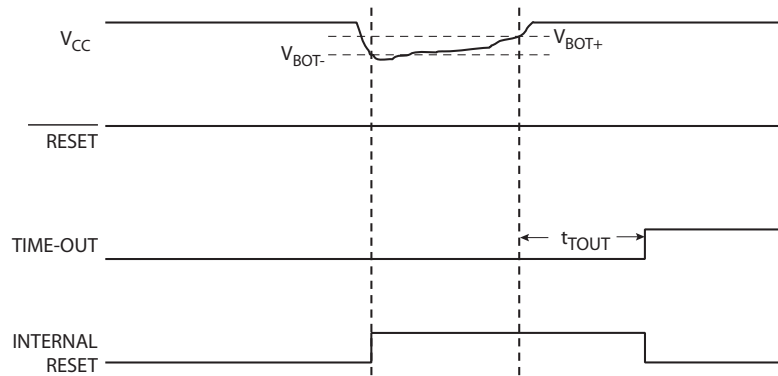 VCC
VBOT-
VBOT+
RESET
TIME-OUT
tTOUT
INTERNAL
RESET